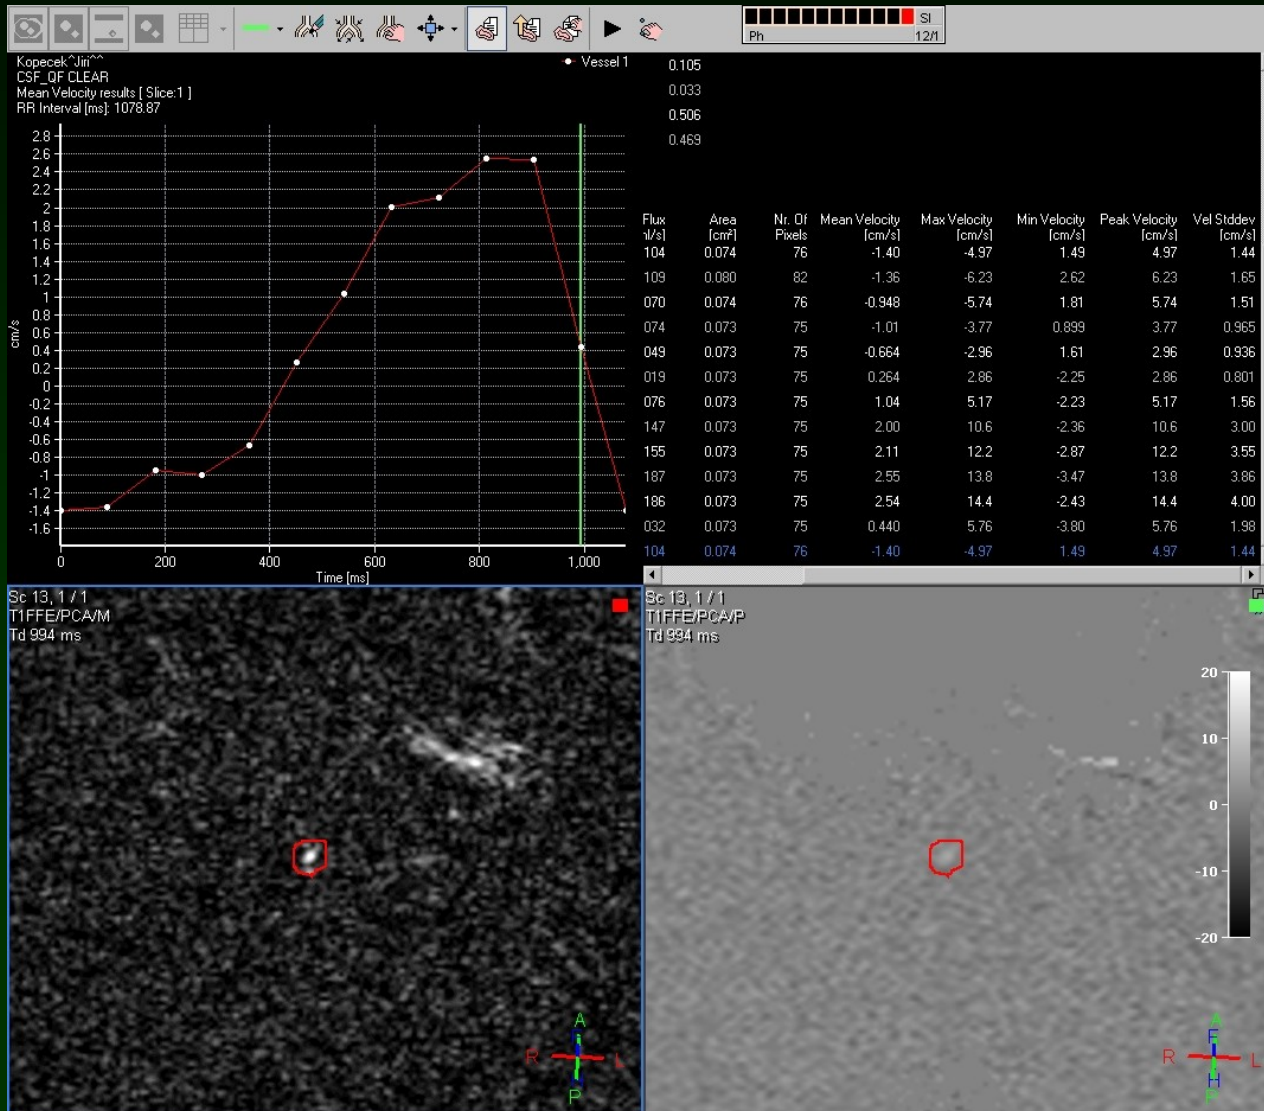 SI
Ph 12/1
Kopecek^Jiri^^
CSF_QF CLEAR
Mean Velocity results [ Slice:1 ]
RR Interval [ms]: 1078.87
Vessel 1
2.8
2.6
2.4
2.2
2
1.8
1.6
1.4
1.2
1
0.8
0.6
0.4
0.2
0
-0.2
-0.4
-0.6
-0.8
-1
-1.2
-1.4
-1.6
cm/s
0 200 400 600 800 1,000
Time [ms]
0.105
0.033
0.506
0.469
Flux Area Nr. Of Mean Velocity Max Velocity Min Velocity Peak Velocity Vel Stddev
l/s] [cm²] Pixels [cm/s] [cm/s] [cm/s] [cm/s] [cm/s]
104 0.074 76 -1.40 -4.97 1.49 4.97 1.44
109 0.080 82 -1.36 -6.23 2.62 6.23 1.65
070 0.074 76 -0.948 -5.74 1.81 5.74 1.51
074 0.073 75 -1.01 -3.77 0.899 3.77 0.965
049 0.073 75 -0.664 -2.96 1.61 2.96 0.936
019 0.073 75 0.264 2.86 -2.25 2.86 0.801
076 0.073 75 1.04 5.17 -2.23 5.17 1.56
147 0.073 75 2.00 10.6 -2.36 10.6 3.00
155 0.073 75 2.11 12.2 -2.87 12.2 3.55
187 0.073 75 2.55 13.8 -3.47 13.8 3.86
186 0.073 75 2.54 14.4 -2.43 14.4 4.00
032 0.073 75 0.440 5.76 -3.80 5.76 1.98
104 0.074 76 -1.40 -4.97 1.49 4.97 1.44
Sc 13, 1 / 1
T1FFE/PCA/M
Td 994 ms
A
R L
H
P
Sc 13, 1 / 1
T1FFE/PCA/P
Td 994 ms
20
10
0
-10
-20
A
F
R L
H
P